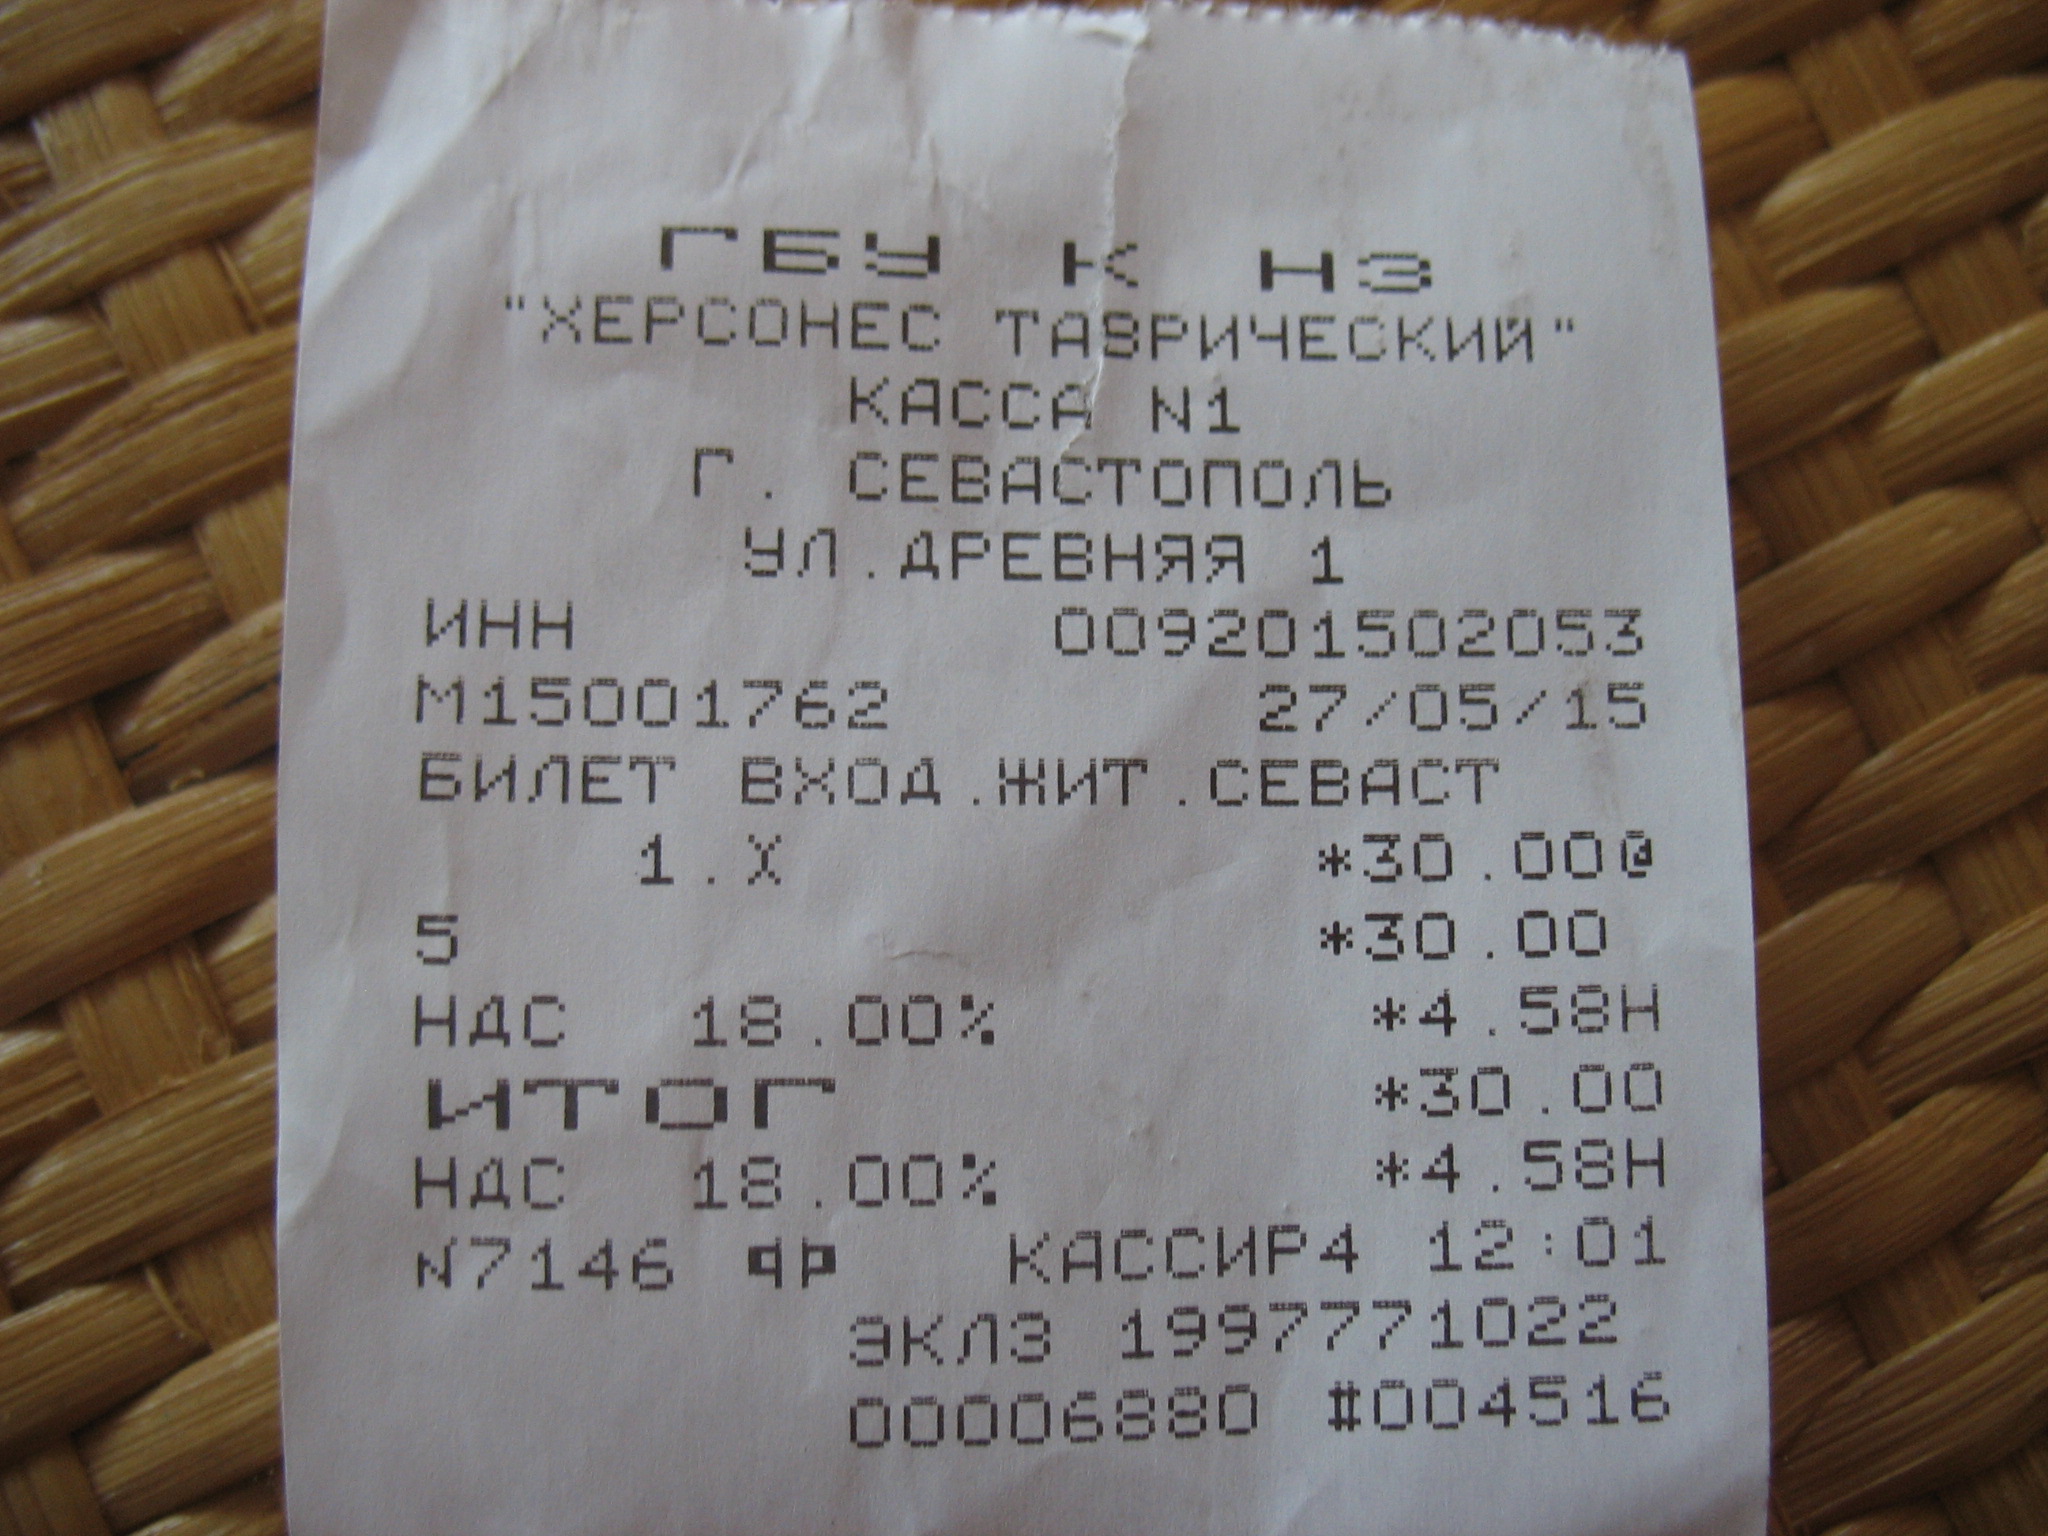 ГБУ К НЗ
"ХЕРСОНЕС ТАВРИЧЕСКИЙ"
КАССА N1
Г. СЕВАСТОПОЛЬ
УЛ.ДРЕВНЯЯ 1
ИНН 009201502053
М15001762 27/05/15
БИЛЕТ ВХОД.ЖИТ.СЕВАСТ
1.X *30.00@
5 *30.00
НДС 18.00% *4.58Н
ИТОГ *30.00
НДС 18.00% *4.58Н
N7146 ФP КАССИР4 12:01
ЭКЛЗ 1997771022
00006880 #004516